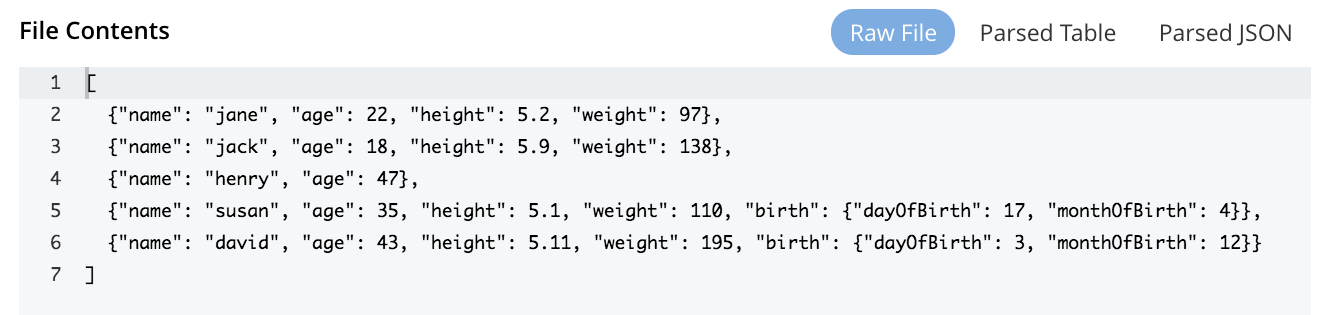 File Contents
Raw File Parsed Table Parsed JSON
1 [
2 {"name": "jane", "age": 22, "height": 5.2, "weight": 97},
3 {"name": "jack", "age": 18, "height": 5.9, "weight": 138},
4 {"name": "henry", "age": 47},
5 {"name": "susan", "age": 35, "height": 5.1, "weight": 110, "birth": {"dayOfBirth": 17, "monthOfBirth": 4}},
6 {"name": "david", "age": 43, "height": 5.11, "weight": 195, "birth": {"dayOfBirth": 3, "monthOfBirth": 12}}
7 ]